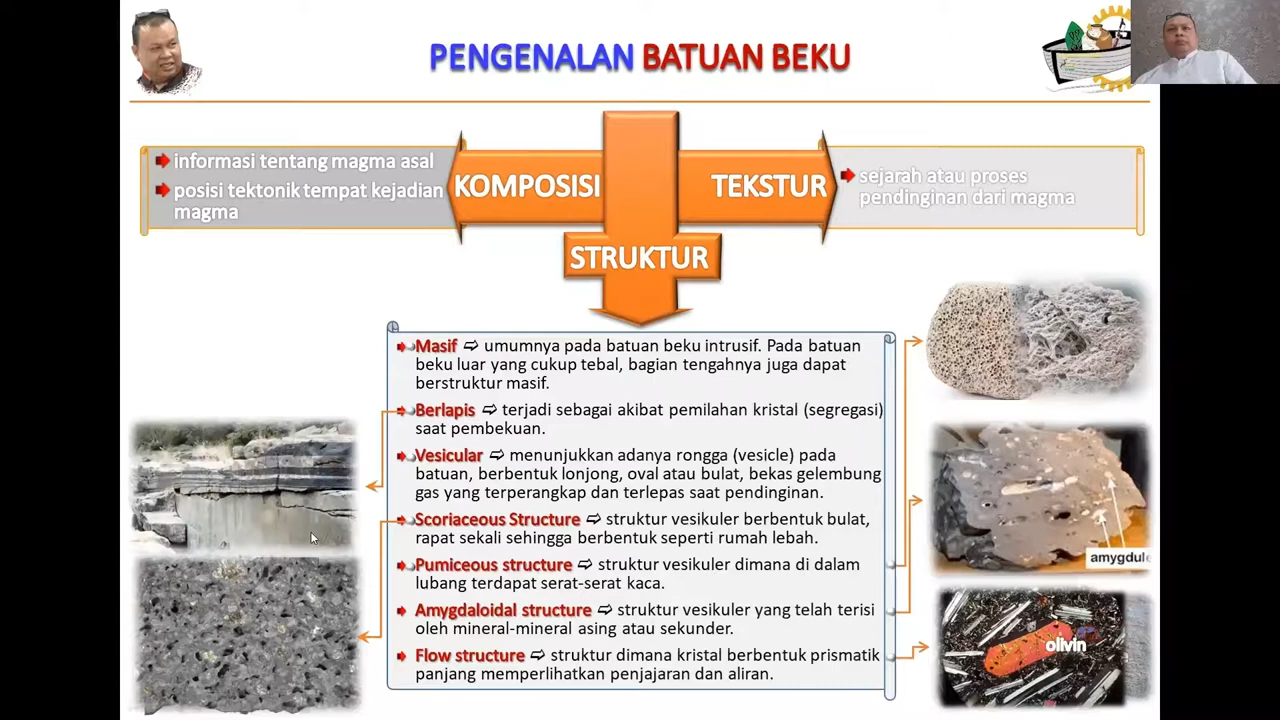 PENGENALAN BATUAN BEKU
informasi tentang magma asal
posisi tektonik tempat kejadian
magma
KOMPOSISI
TEKSTUR
sejarah atau proses
pendinginan dari magma
STRUKTUR
Masif ⇨ umumnya pada batuan beku intrusif. Pada batuan
beku luar yang cukup tebal, bagian tengahnya juga dapat
berstruktur masif.
Berlapis ⇨ terjadi sebagai akibat pemilahan kristal (segregasi)
saat pembekuan.
Vesicular ⇨ menunjukkan adanya rongga (vesicle) pada
batuan, berbentuk lonjong, oval atau bulat, bekas gelembung
gas yang terperangkap dan terlepas saat pendinginan.
Scoriaceous Structure ⇨ struktur vesikuler berbentuk bulat,
rapat sekali sehingga berbentuk seperti rumah lebah.
Pumiceous structure ⇨ struktur vesikuler dimana di dalam
lubang terdapat serat-serat kaca.
Amygdaloidal structure ⇨ struktur vesikuler yang telah terisi
oleh mineral-mineral asing atau sekunder.
Flow structure ⇨ struktur dimana kristal berbentuk prismatik
panjang memperlihatkan penjajaran dan aliran.
amygdule
olivin